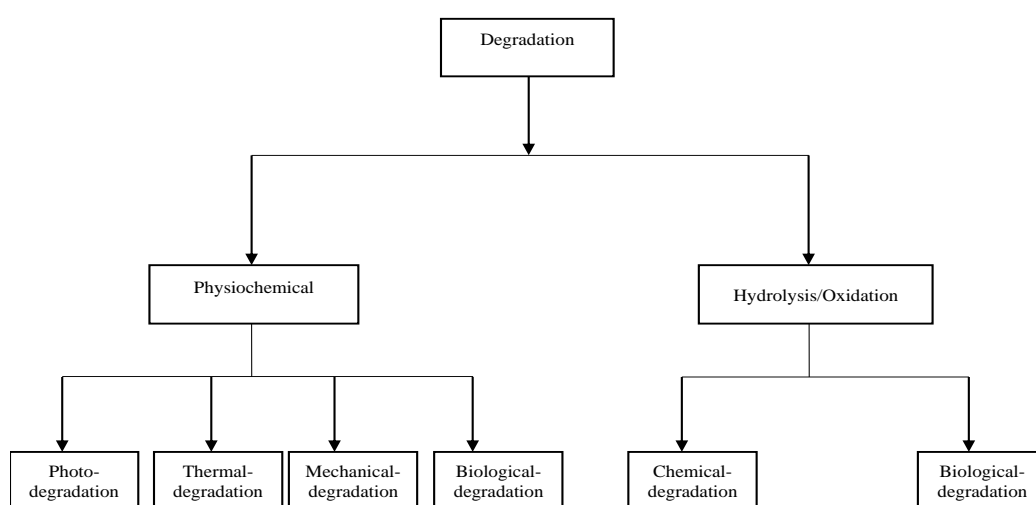 Degradation
Physiochemical
Hydrolysis/Oxidation
Photo-
degradation
Thermal-
degradation
Mechanical-
degradation
Biological-
degradation
Chemical-
degradation
Biological-
degradation